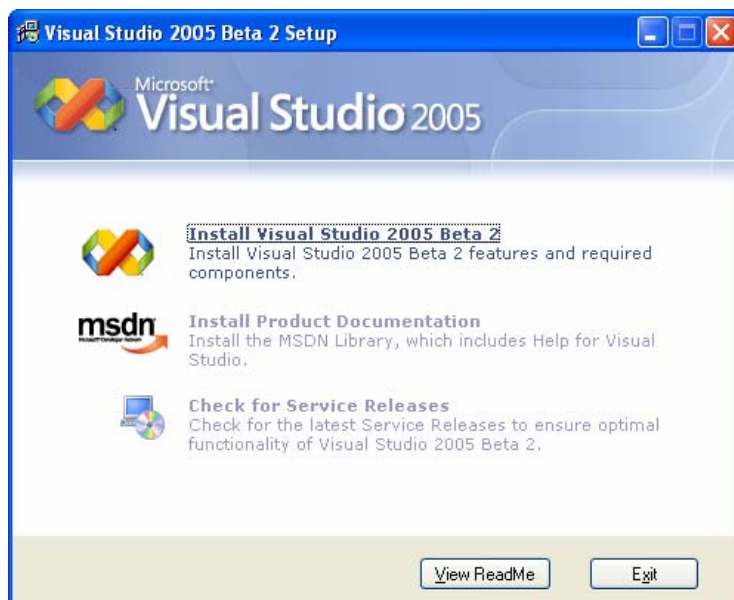 Visual Studio 2005 Beta 2 Setup
Microsoft
Visual Studio 2005
Install Visual Studio 2005 Beta 2
Install Visual Studio 2005 Beta 2 features and required
components.
msdn
Install Product Documentation
Install the MSDN Library, which includes Help for Visual
Studio.
Check for Service Releases
Check for the latest Service Releases to ensure optimal
functionality of Visual Studio 2005 Beta 2.
View ReadMe
Exit